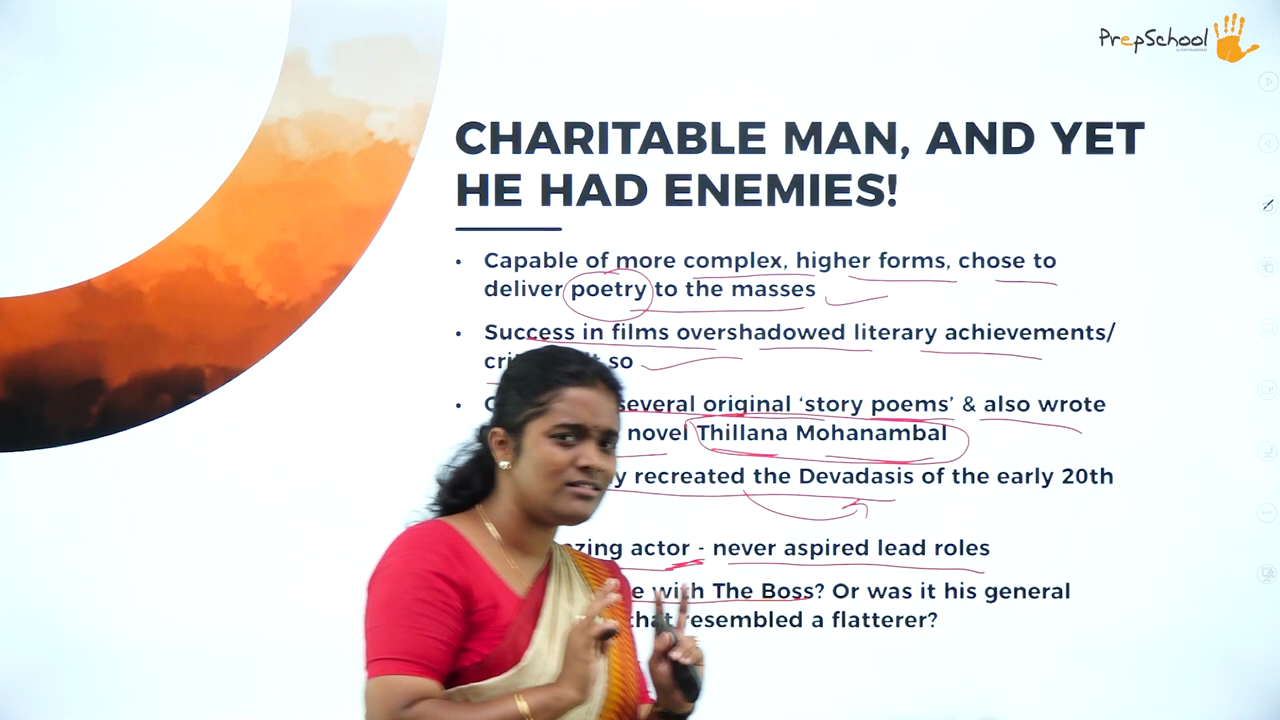 PrepSchool
CHARITABLE MAN, AND YET
HE HAD ENEMIES!
• Capable of more complex, higher forms, chose to
deliver poetry to the masses
• Success in films overshadowed literary achievements/
so
• several original ‘story poems’ & also wrote
novel Thillana Mohanambal
recreated the Devadasis of the early 20th
actor - never aspired lead roles
with The Boss? Or was it his general
that resembled a flatterer?